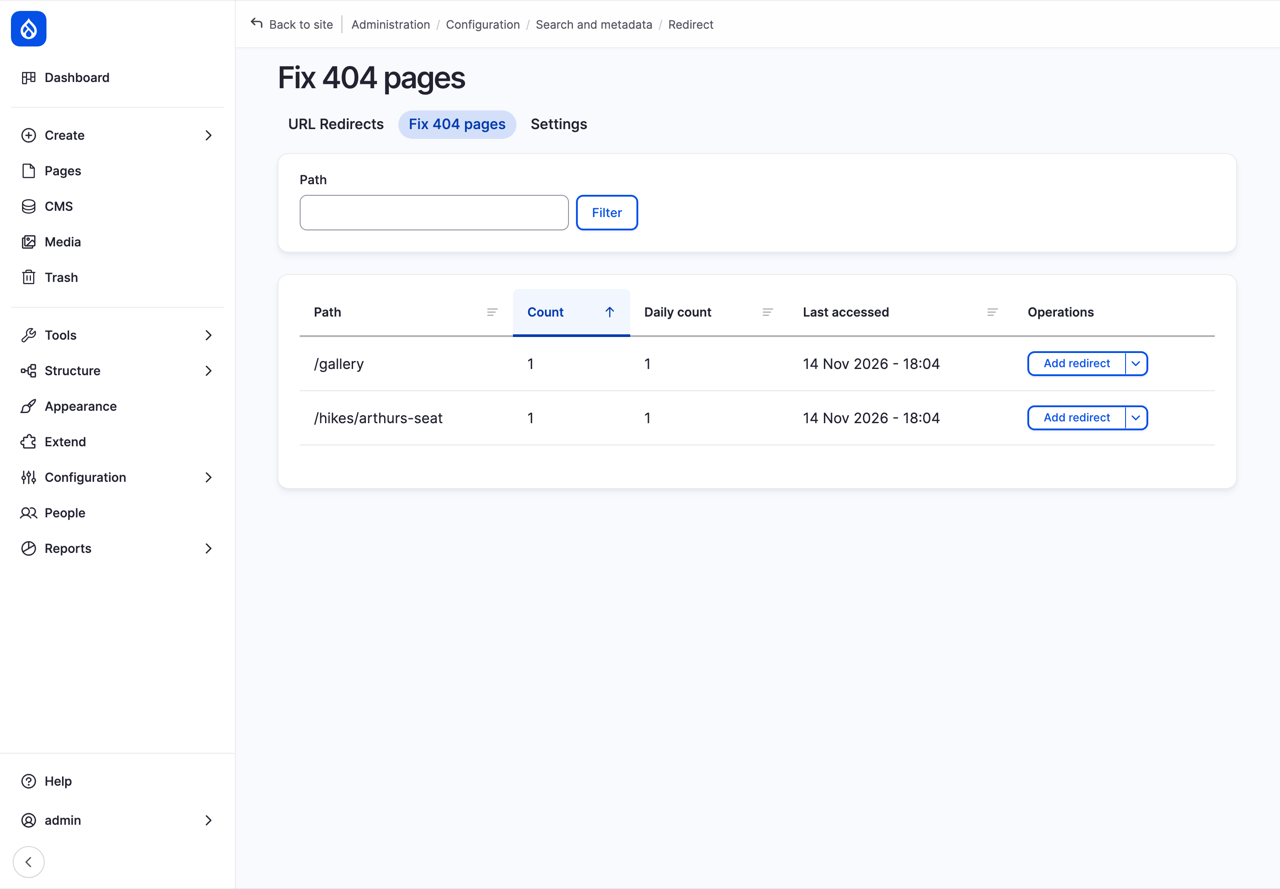 Back to site
Administration / Configuration / Search and metadata / Redirect
Dashboard
Create
Pages
CMS
Media
Trash
Tools
Structure
Appearance
Extend
Configuration
People
Reports
Help
admin
Fix 404 pages
URL Redirects Fix 404 pages Settings
Path
Filter
Path Count Daily count Last accessed Operations
/gallery 1 1 14 Nov 2026 - 18:04 Add redirect
/hikes/arthurs-seat 1 1 14 Nov 2026 - 18:04 Add redirect